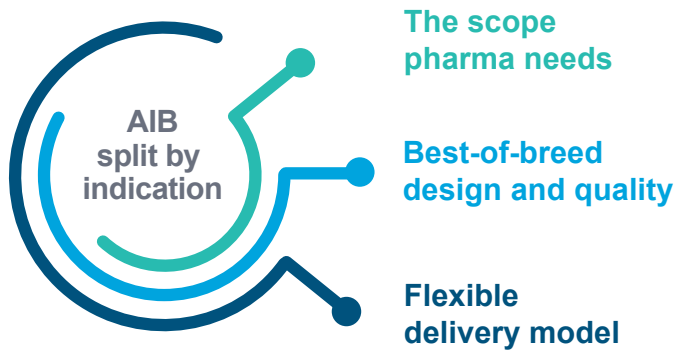 AIB
split by
indication
The scope
pharma needs
Best-of-breed
design and quality
Flexible
delivery model